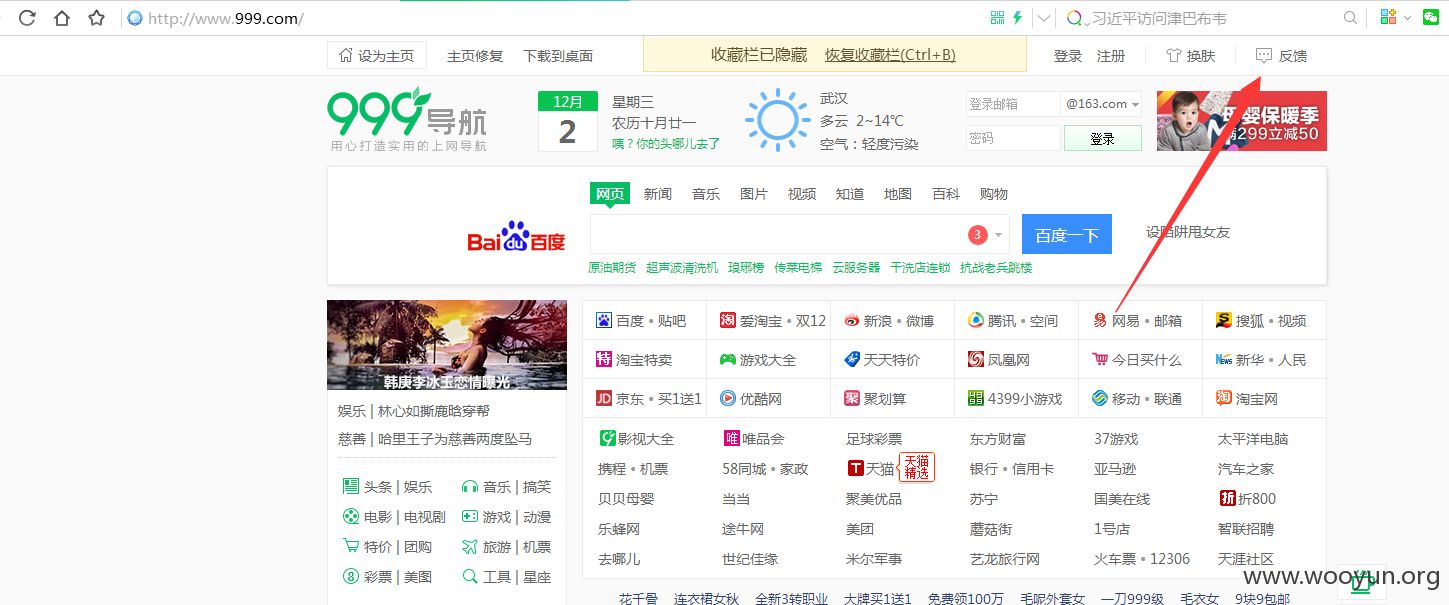 http://www.999.com/
习近平访问津巴布韦
设为主页 主页修复 下载到桌面 收藏栏已隐藏 恢复收藏栏(Ctrl+B) 登录 注册 换肤 反馈
999导航
用心打造实用的上网导航
12月
2
星期三
农历十月廿一
咦？你的头哪儿去了
武汉
多云 2~14℃
空气：轻度污染
登录邮箱 @163.com
密码 登录
母婴保暖季
满299立减50
网页 新闻 音乐 图片 视频 知道 地图 百科 购物
Bai du 百度 3 百度一下 设陷阱甩女友
原油期货 超声波清洗机 琅琊榜 传菜电梯 云服务器 干洗店连锁 抗战老兵跳楼
韩庚李冰玉恋情曝光
娱乐 | 林心如撕鹿晗穿帮
慈善 | 哈里王子为慈善两度坠马
头条 | 娱乐 音乐 | 搞笑
电影 | 电视剧 游戏 | 动漫
特价 | 团购 旅游 | 机票
彩票 | 美图 工具 | 星座
百度 • 贴吧 淘 爱淘宝 • 双12 新浪 • 微博 腾讯 • 空间 网易 • 邮箱 搜狐 • 视频
特 淘宝特卖 游戏大全 天天特价 凤凰网 今日买什么 NEWS 新华 • 人民
JD 京东 • 买1送1 优酷网 聚 聚划算 4399小游戏 移动 • 联通 淘 淘宝网
影视大全 唯 唯品会 足球彩票 东方财富 37游戏 太平洋电脑
携程 • 机票 58同城 • 家政 T 天猫 天猫精选 银行 • 信用卡 亚马逊 汽车之家
贝贝母婴 当当 聚美优品 苏宁 国美在线 折 折800
乐蜂网 途牛网 美团 蘑菇街 1号店 智联招聘
去哪儿 世纪佳缘 米尔军事 艺龙旅行网 火车票 • 12306 天涯社区
花千骨 连衣裙女秋 全新3转职业 大牌买1送1 免费领100万 毛呢外套女 一刀999级 毛衣女 9块9包邮
www.wooyun.org